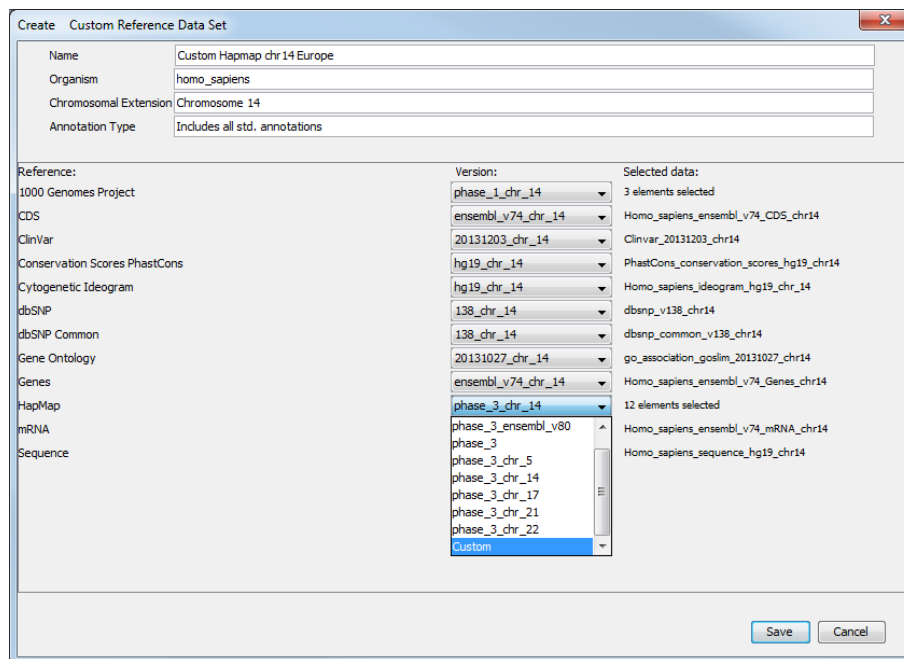 Create Custom Reference Data Set
Name Custom Hapmap chr14 Europe
Organism homo_sapiens
Chromosomal Extension Chromosome 14
Annotation Type Includes all std. annotations
Reference: Version: Selected data:
1000 Genomes Project phase_1_chr_14 3 elements selected
CDS ensembl_v74_chr_14 Homo_sapiens_ensembl_v74_CDS_chr14
ClinVar 20131203_chr_14 Clinvar_20131203_chr14
Conservation Scores PhastCons hg19_chr_14 PhastCons_conservation_scores_hg19_chr14
Cytogenetic Ideogram hg19_chr_14 Homo_sapiens_ideogram_hg19_chr_14
dbSNP 138_chr_14 dbsnp_v138_chr14
dbSNP Common 138_chr_14 dbsnp_common_v138_chr14
Gene Ontology 20131027_chr_14 go_association_goslim_20131027_chr14
Genes ensembl_v74_chr_14 Homo_sapiens_ensembl_v74_Genes_chr14
HapMap phase_3_chr_14 12 elements selected
mRNA phase_3_ensembl_v80 Homo_sapiens_ensembl_v74_mRNA_chr14
phase_3
Sequence Homo_sapiens_sequence_hg19_chr14
phase_3_chr_5
phase_3_chr_14
phase_3_chr_17
phase_3_chr_21
phase_3_chr_22
Custom
Save Cancel